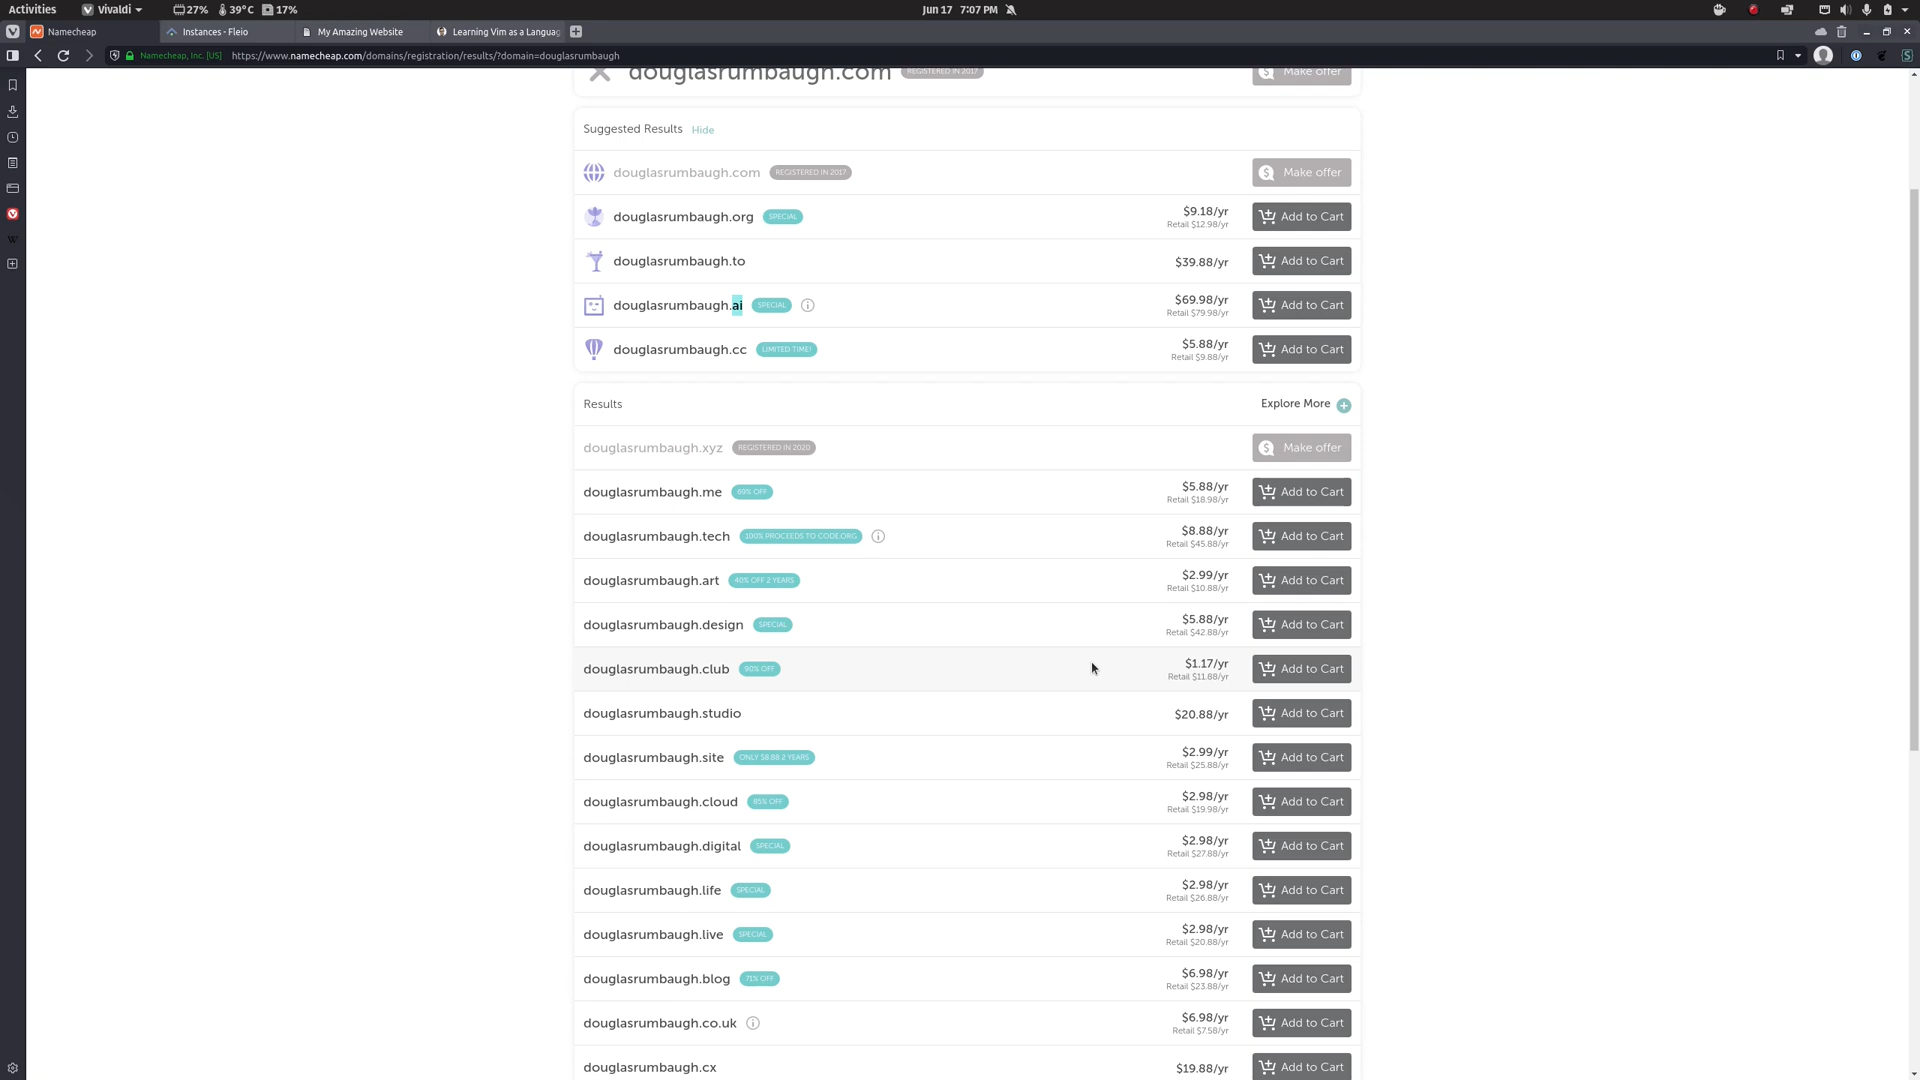 Activities
Vivaldi
27%
39°C
17%
Jun 17 7:07 PM
Namecheap
Instances - Fleio
My Amazing Website
Learning Vim as a Languag
Namecheap, Inc. [US]
https://www.namecheap.com/domains/registration/results/?domain=douglasrumbaugh
douglasrumbaugh.com REGISTERED IN 2017 Make offer
Suggested Results Hide
douglasrumbaugh.com REGISTERED IN 2017 Make offer
douglasrumbaugh.org SPECIAL $9.18/yr Add to Cart
Retail $12.98/yr
douglasrumbaugh.to $39.88/yr Add to Cart
douglasrumbaugh.ai SPECIAL $69.98/yr Add to Cart
Retail $79.98/yr
douglasrumbaugh.cc LIMITED TIME! $5.88/yr Add to Cart
Retail $9.88/yr
Results Explore More
douglasrumbaugh.xyz REGISTERED IN 2020 Make offer
douglasrumbaugh.me 69% OFF $5.88/yr Add to Cart
Retail $18.98/yr
douglasrumbaugh.tech 100% PROCEEDS TO CODE.ORG $8.88/yr Add to Cart
Retail $45.88/yr
douglasrumbaugh.art 40% OFF 2 YEARS $2.99/yr Add to Cart
Retail $10.88/yr
douglasrumbaugh.design SPECIAL $5.88/yr Add to Cart
Retail $42.88/yr
douglasrumbaugh.club 90% OFF $1.17/yr Add to Cart
Retail $11.88/yr
douglasrumbaugh.studio $20.88/yr Add to Cart
douglasrumbaugh.site ONLY $8.88 2 YEARS $2.99/yr Add to Cart
Retail $25.88/yr
douglasrumbaugh.cloud 85% OFF $2.98/yr Add to Cart
Retail $19.98/yr
douglasrumbaugh.digital SPECIAL $2.98/yr Add to Cart
Retail $27.88/yr
douglasrumbaugh.life SPECIAL $2.98/yr Add to Cart
Retail $26.88/yr
douglasrumbaugh.live SPECIAL $2.98/yr Add to Cart
Retail $20.88/yr
douglasrumbaugh.blog 71% OFF $6.98/yr Add to Cart
Retail $23.88/yr
douglasrumbaugh.co.uk $6.98/yr Add to Cart
Retail $7.58/yr
douglasrumbaugh.cx $19.88/yr Add to Cart